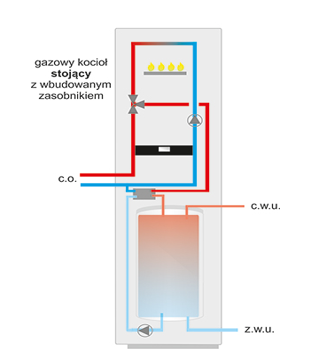 gazowy kocioł
stojący
z wbudowanym
zasobnikiem
c.o.
c.w.u.
z.w.u.